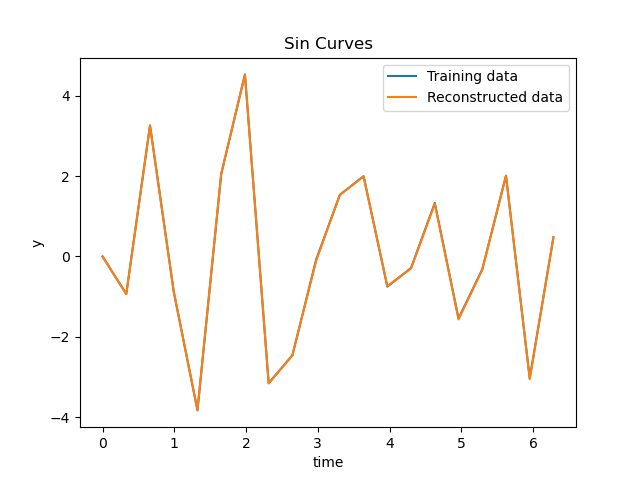 Sin Curves
Training data
Reconstructed data
4
2
0
−2
−4
y
0 1 2 3 4 5 6
time